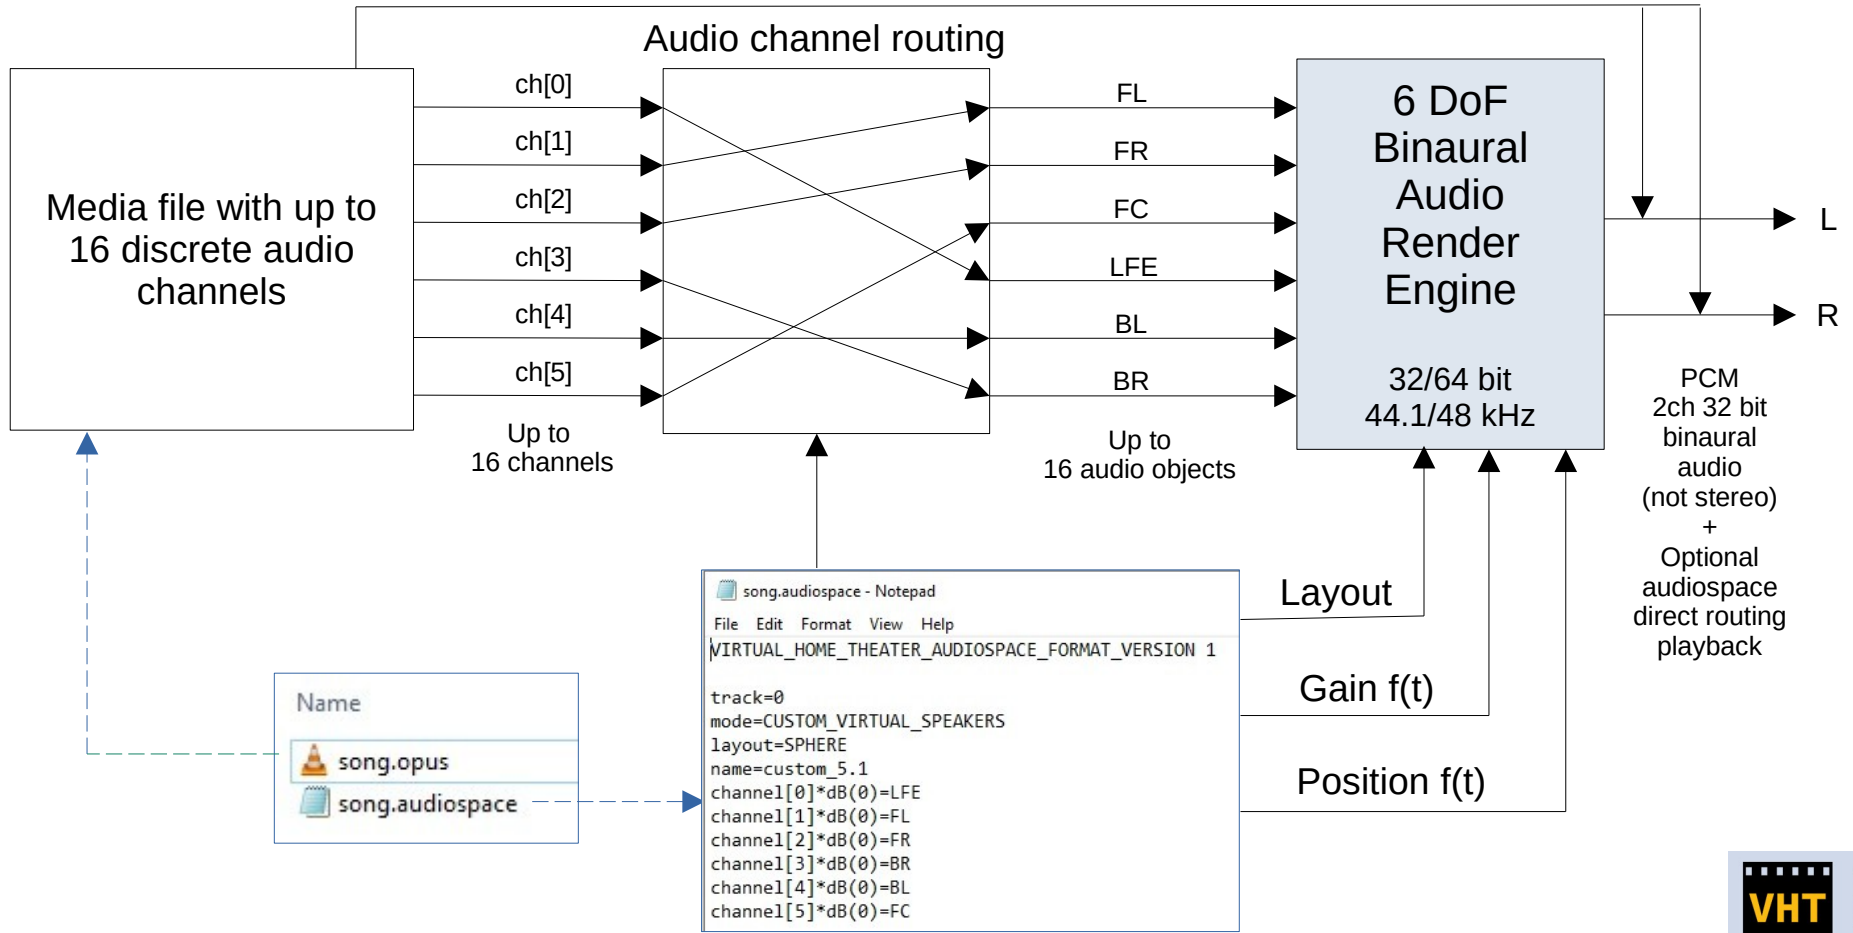 Audio channel routing
Media file with up to
16 discrete audio
channels
ch[0]
ch[1]
ch[2]
ch[3]
ch[4]
ch[5]
Up to
16 channels
FL
FR
FC
LFE
BL
BR
Up to
16 audio objects
6 DoF
Binaural
Audio
Render
Engine
32/64 bit
44.1/48 kHz
L
R
PCM
2ch 32 bit
binaural
audio
(not stereo)
+
Optional
audiospace
direct routing
playback
Layout
Gain f(t)
Position f(t)
Name
song.opus
song.audiospace
song.audiospace - Notepad
File Edit Format View Help
VIRTUAL_HOME_THEATER_AUDIOSPACE_FORMAT_VERSION 1
track=0
mode=CUSTOM_VIRTUAL_SPEAKERS
layout=SPHERE
name=custom_5.1
channel[0]*dB(0)=LFE
channel[1]*dB(0)=FL
channel[2]*dB(0)=FR
channel[3]*dB(0)=BR
channel[4]*dB(0)=BL
channel[5]*dB(0)=FC
VHT